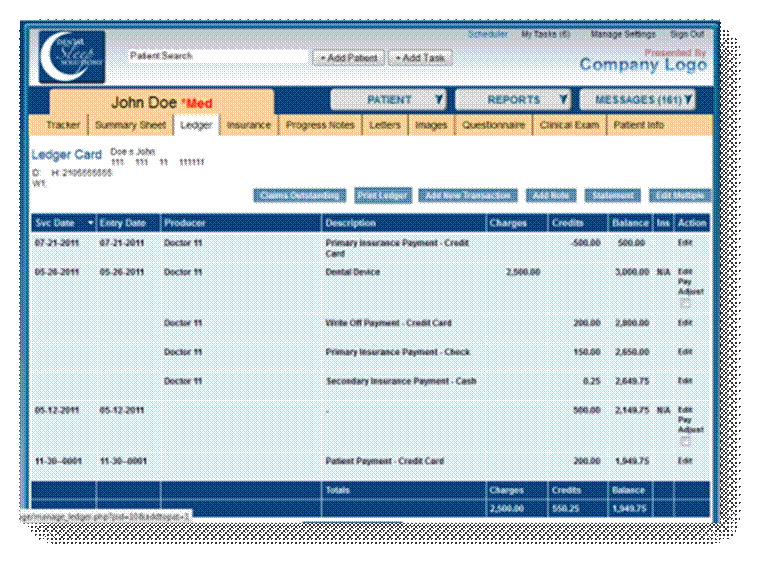 Scheduler My Tasks (6) Manage Settings Sign Out
DENTAL
Sleep
SOLUTIONS
Patient Search + Add Patient + Add Task
Presented By
Company Logo
John Doe *Med PATIENT REPORTS MESSAGES (161)
Tracker Summary Sheet Ledger Insurance Progress Notes Letters Images Questionnaire Clinical Exam Patient Info
Ledger Card Doe s John
111 111 11 111111
D: H: 2105555555
W1:
Claims Outstanding Print Ledger Add New Transaction Add Note Statement Edit Multiple
Svc Date Entry Date Producer Description Charges Credits Balance Ins Action
07-21-2011 07-21-2011 Doctor 11 Primary Insurance Payment - Credit -500.00 500.00 Edit
Card
05-26-2011 05-26-2011 Doctor 11 Dental Device 2,500.00 3,000.00 N/A Edit
Pay
Adjust
Doctor 11 Write Off Payment - Credit Card 200.00 2,800.00 Edit
Doctor 11 Primary Insurance Payment - Check 150.00 2,650.00 Edit
Doctor 11 Secondary Insurance Payment - Cash 0.25 2,649.75 Edit
05-12-2011 05-12-2011 - 500.00 2,149.75 N/A Edit
Pay
Adjust
11-30--0001 11-30--0001 Patient Payment - Credit Card 200.00 1,949.75 Edit
Totals Charges Credits Balance
2,500.00 550.25 1,949.75